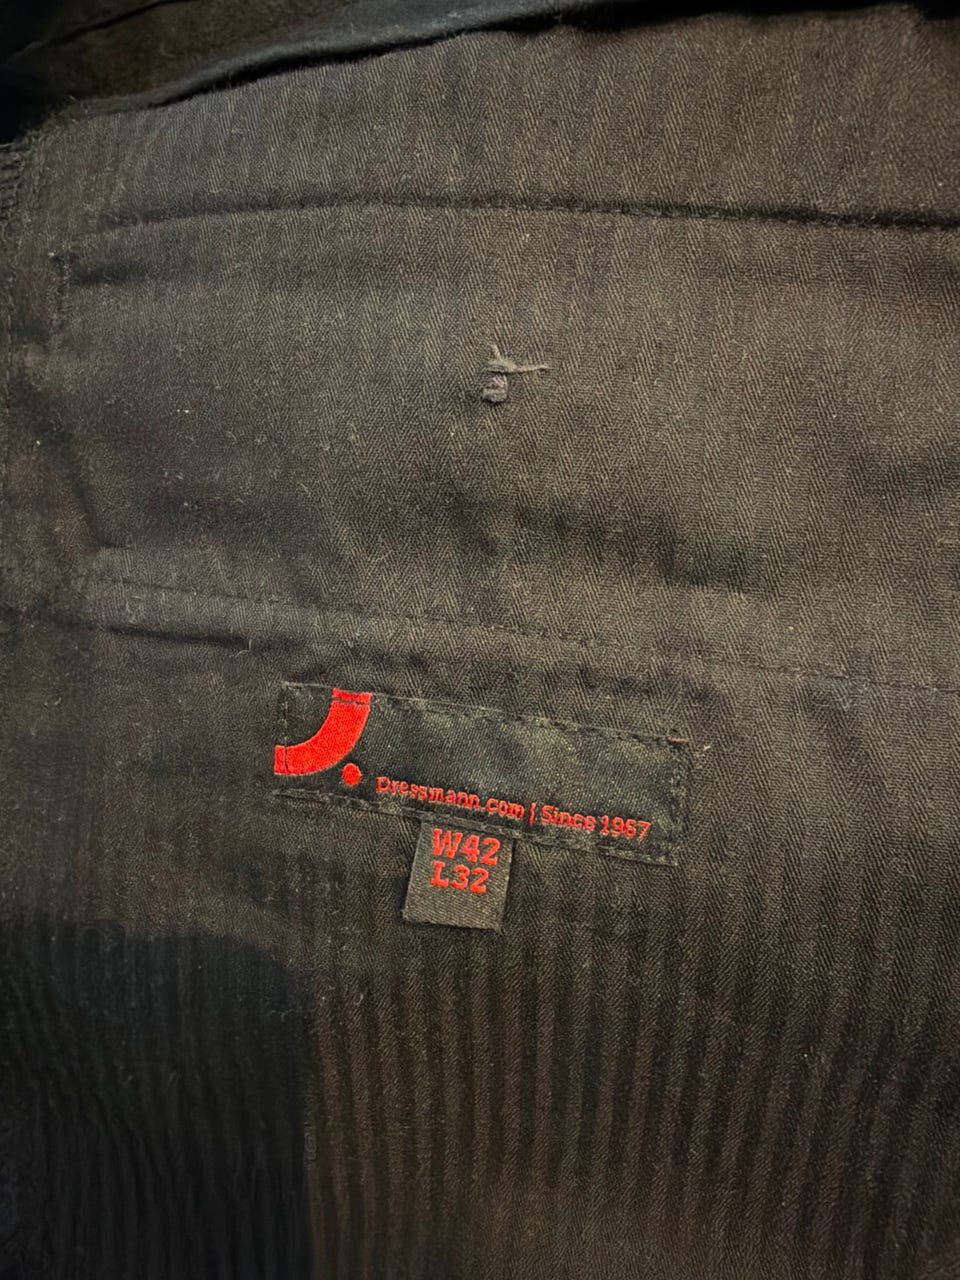 Dressmann.com | Since 1967
W42
L32